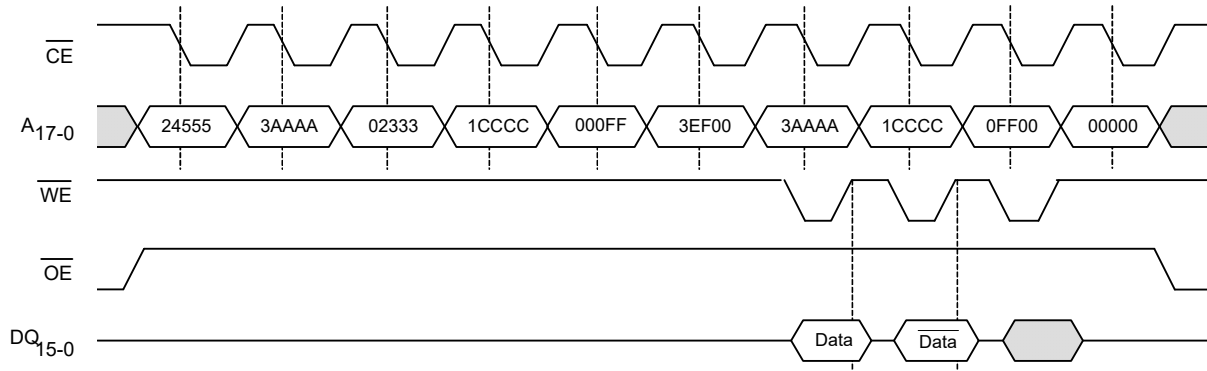 CE
A17-0 24555 3AAAA 02333 1CCCC 000FF 3EF00 3AAAA 1CCCC 0FF00 00000
WE
OE
DQ15-0 Data Data